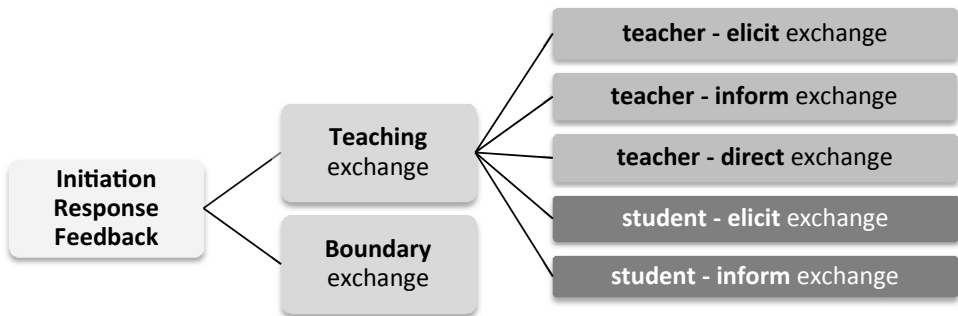 Initiation
Response
Feedback
Teaching
exchange
Boundary
exchange
teacher - elicit exchange
teacher - inform exchange
teacher - direct exchange
student - elicit exchange
student - inform exchange